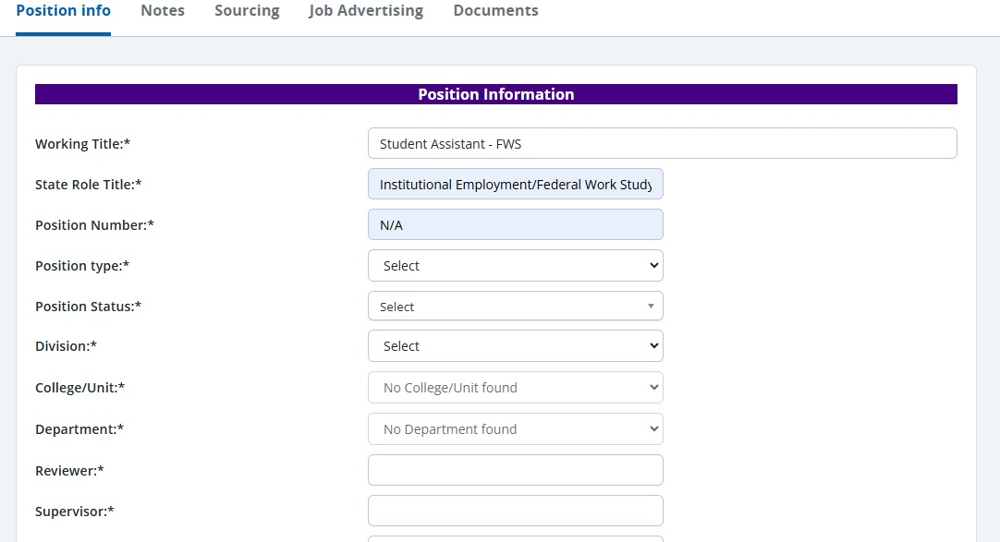 Position info Notes Sourcing Job Advertising Documents
Position Information
Working Title:* Student Assistant - FWS
State Role Title:* Institutional Employment/Federal Work Study
Position Number:* N/A
Position type:* Select
Position Status:* Select
Division:* Select
College/Unit:* No College/Unit found
Department:* No Department found
Reviewer:*
Supervisor:*